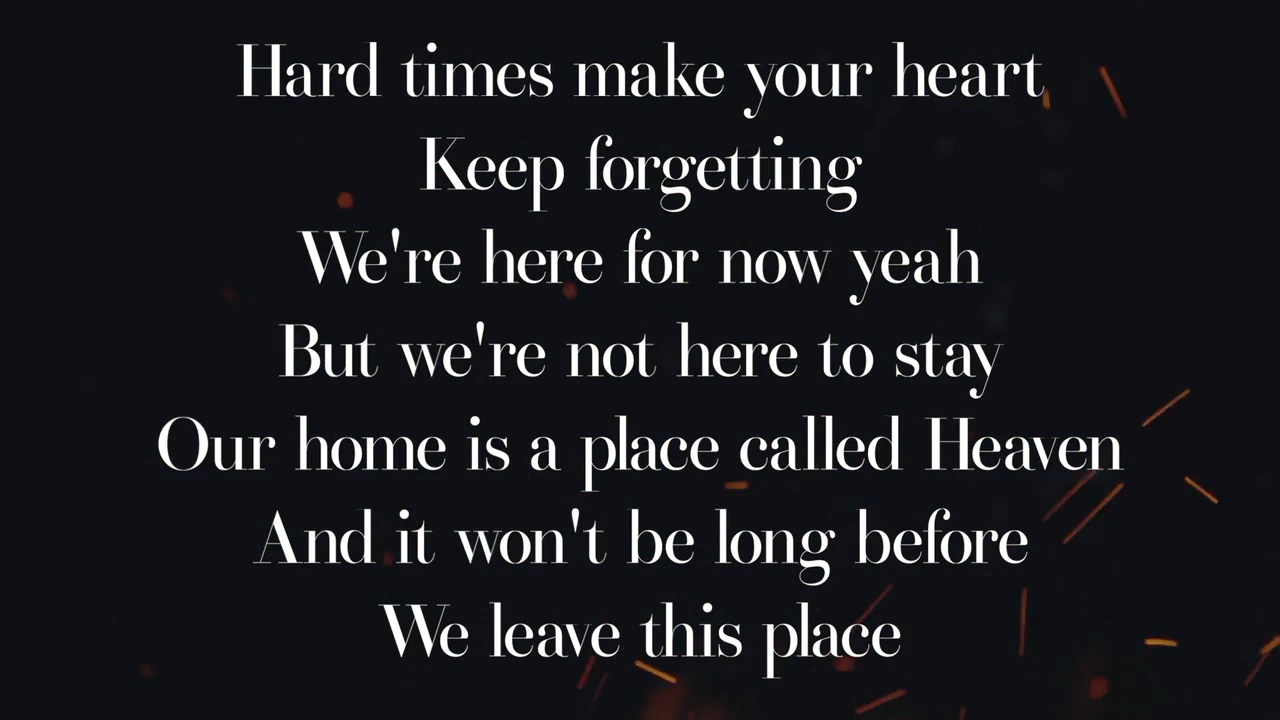 Hard times make your heart
Keep forgetting
We're here for now yeah
But we're not here to stay
Our home is a place called Heaven
And it won't be long before
We leave this place